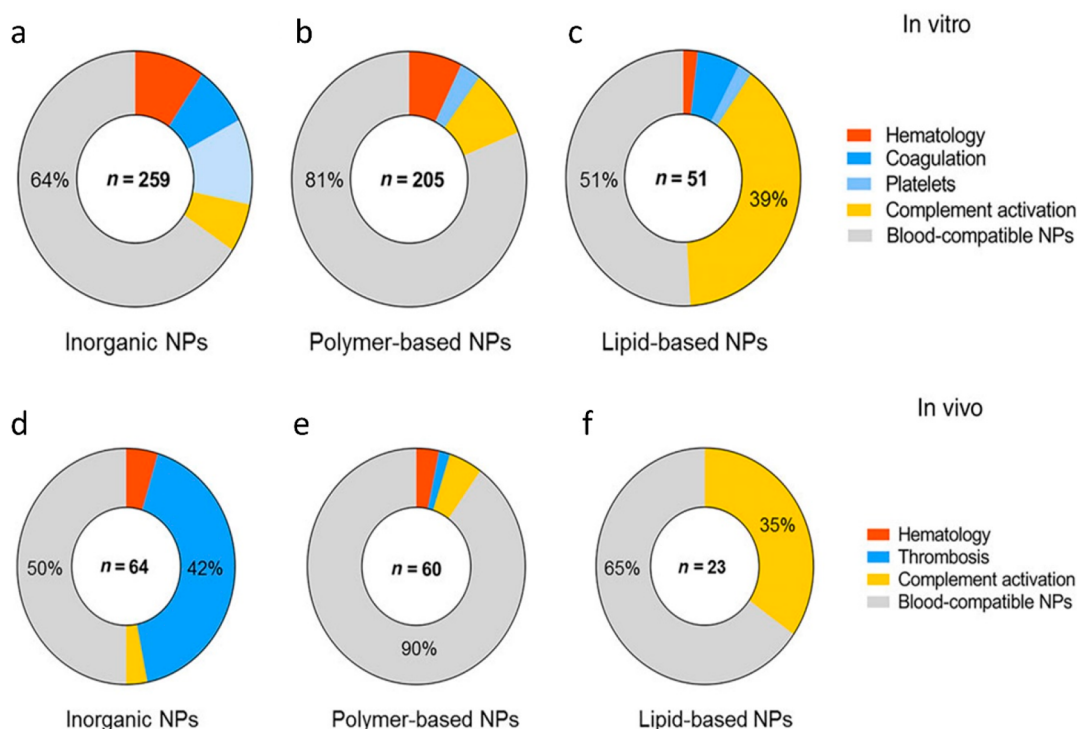 a
b
c
In vitro
64%
n = 259
81%
n = 205
51%
n = 51
39%
Hematology
Coagulation
Platelets
Complement activation
Blood-compatible NPs
Inorganic NPs
Polymer-based NPs
Lipid-based NPs
d
e
f
In vivo
50%
n = 64
42%
n = 60
90%
65%
n = 23
35%
Hematology
Thrombosis
Complement activation
Blood-compatible NPs
Inorganic NPs
Polymer-based NPs
Lipid-based NPs